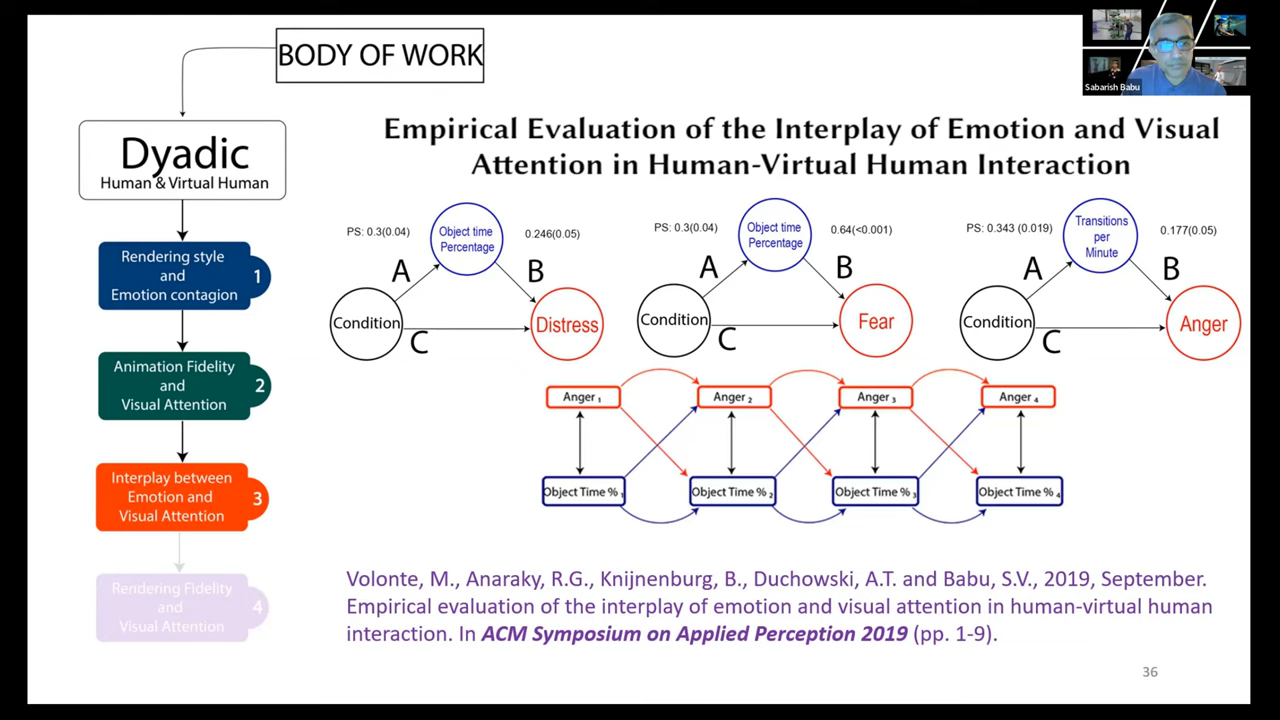 BODY OF WORK
Sabarish Babu
Dyadic
Human & Virtual Human
Rendering style
and
Emotion contagion
1
Animation Fidelity
and
Visual Attention
2
Interplay between
Emotion and
Visual Attention
3
Rendering Fidelity
and
Visual Attention
4
Empirical Evaluation of the Interplay of Emotion and Visual
Attention in Human-Virtual Human Interaction
PS: 0.3(0.04)
Object time
Percentage
0.246(0.05)
A
B
Condition
C
Distress
PS: 0.3(0.04)
Object time
Percentage
0.64(<0.001)
A
B
Condition
C
Fear
PS: 0.343 (0.019)
Transitions
per
Minute
0.177(0.05)
A
B
Condition
C
Anger
Anger 1
Anger 2
Anger 3
Anger 4
Object Time % 1
Object Time % 2
Object Time % 3
Object Time % 4
Volonte, M., Anaraky, R.G., Knijnenburg, B., Duchowski, A.T. and Babu, S.V., 2019, September.
Empirical evaluation of the interplay of emotion and visual attention in human-virtual human
interaction. In ACM Symposium on Applied Perception 2019 (pp. 1-9).
36